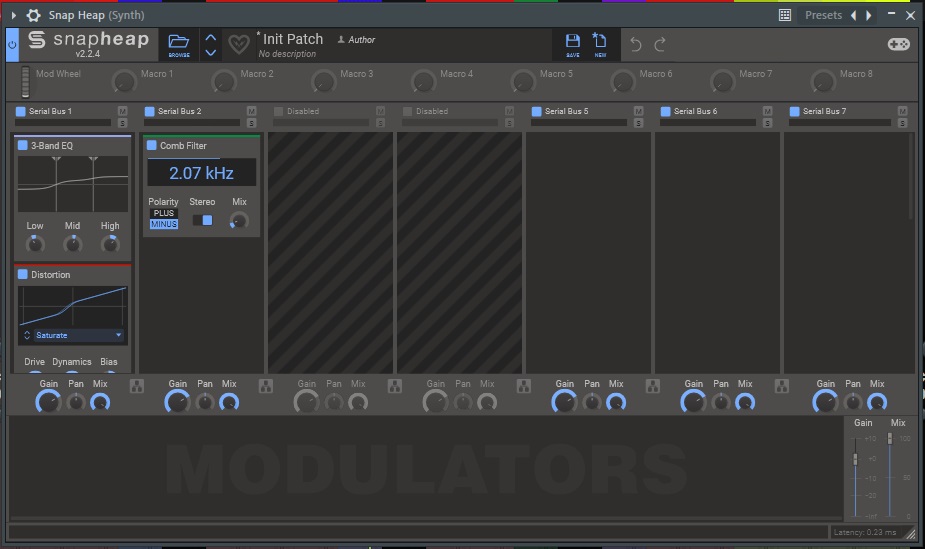 Snap Heap (Synth)
Presets
snapheap
v2.2.4
BROWSE
*Init Patch
Author
No description
SAVE
NEW
Mod Wheel
Macro 1
Macro 2
Macro 3
Macro 4
Macro 5
Macro 6
Macro 7
Macro 8
Serial Bus 1
M
S
Serial Bus 2
M
S
Disabled
M
S
Disabled
M
S
Serial Bus 5
M
S
Serial Bus 6
M
S
Serial Bus 7
M
S
3-Band EQ
Low
Mid
High
Distortion
Saturate
Drive
Dynamics
Bias
Comb Filter
2.07 kHz
Polarity
Stereo
Mix
PLUS
MINUS
Gain Pan Mix
Gain Pan Mix
Gain Pan Mix
Gain Pan Mix
Gain Pan Mix
Gain Pan Mix
Gain Pan Mix
MODULATORS
Gain
Mix
+10
+0
-10
-20
-inf
100
50
0
Latency: 0.23 ms